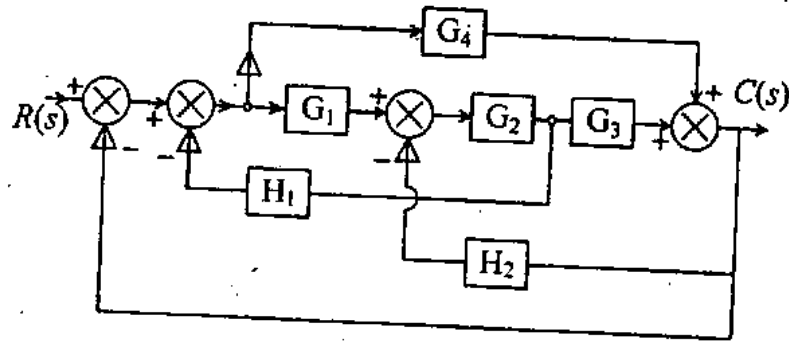 G₄
+
+
C(s)
R(s)
+
G₁
+
G₂
G₃
+
−
−
−
H₁
H₂